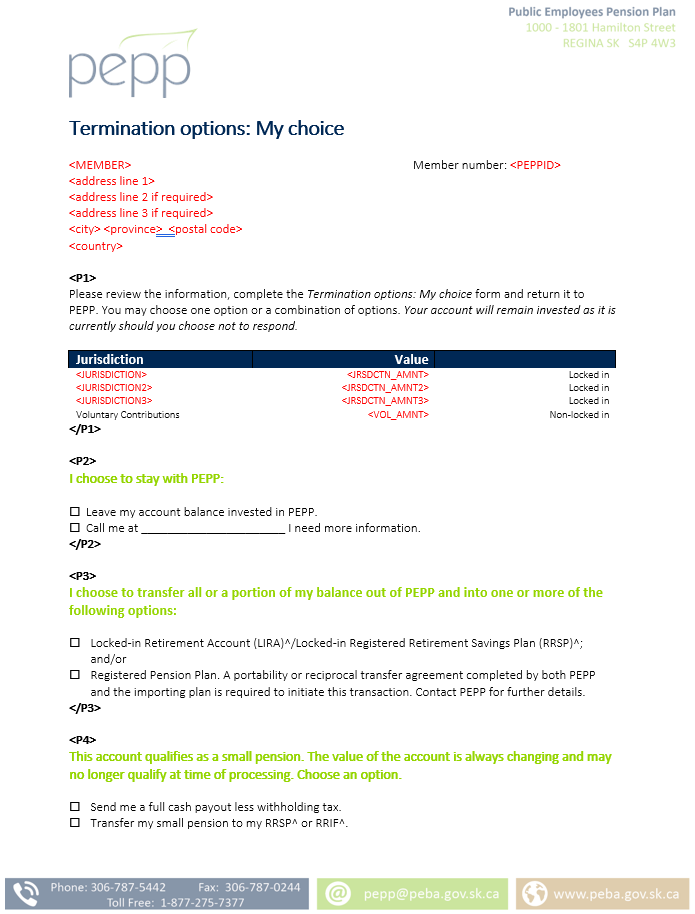 Public Employees Pension Plan
1000 - 1801 Hamilton Street
REGINA SK S4P 4W3
pepp
Termination options: My choice
<MEMBER> Member number: <PEPPID>
<address line 1>
<address line 2 if required>
<address line 3 if required>
<city> <province> <postal code>
<country>
<P1>
Please review the information, complete the Termination options: My choice form and return it to
PEPP. You may choose one option or a combination of options. Your account will remain invested as it is
currently should you choose not to respond.
Jurisdiction Value
<JURISDICTION> <JRSDCTN_AMNT> Locked in
<JURISDICTION2> <JRSDCTN_AMNT2> Locked in
<JURISDICTION3> <JRSDCTN_AMNT3> Locked in
Voluntary Contributions <VOL_AMNT> Non-locked in
</P1>
<P2>
I choose to stay with PEPP:
☐ Leave my account balance invested in PEPP.
☐ Call me at ______________________ I need more information.
</P2>
<P3>
I choose to transfer all or a portion of my balance out of PEPP and into one or more of the
following options:
☐ Locked-in Retirement Account (LIRA)^/Locked-in Registered Retirement Savings Plan (RRSP)^;
and/or
☐ Registered Pension Plan. A portability or reciprocal transfer agreement completed by both PEPP
and the importing plan is required to initiate this transaction. Contact PEPP for further details.
</P3>
<P4>
This account qualifies as a small pension. The value of the account is always changing and may
no longer qualify at time of processing. Choose an option.
☐ Send me a full cash payout less withholding tax.
☐ Transfer my small pension to my RRSP^ or RRIF^.
Phone: 306-787-5442 Fax: 306-787-0244
Toll Free: 1-877-275-7377
pepp@peba.gov.sk.ca
www.peba.gov.sk.ca